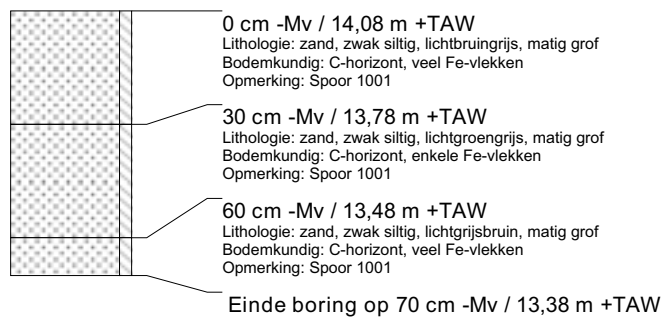 0 cm -Mv / 14,08 m +TAW
Lithologie: zand, zwak siltig, lichtbruingrijs, matig grof
Bodemkundig: C-horizont, veel Fe-vlekken
Opmerking: Spoor 1001
30 cm -Mv / 13,78 m +TAW
Lithologie: zand, zwak siltig, lichtgroengrijs, matig grof
Bodemkundig: C-horizont, enkele Fe-vlekken
Opmerking: Spoor 1001
60 cm -Mv / 13,48 m +TAW
Lithologie: zand, zwak siltig, lichtgrijsbruin, matig grof
Bodemkundig: C-horizont, veel Fe-vlekken
Opmerking: Spoor 1001
Einde boring op 70 cm -Mv / 13,38 m +TAW